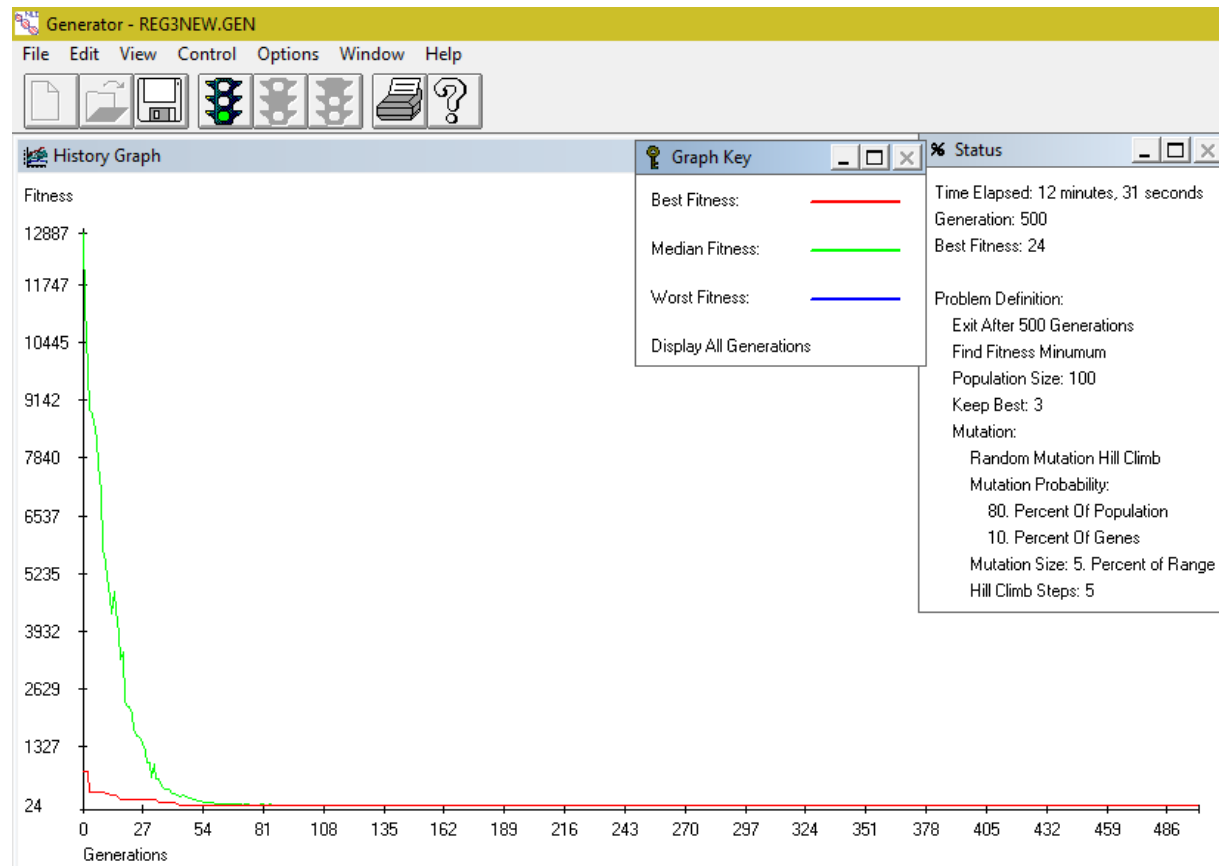 Generator - REG3NEW.GEN
File Edit View Control Options Window Help
History Graph
Fitness
12887
11747
10445
9142
7840
6537
5235
3932
2629
1327
24
0 27 54 81 108 135 162 189 216 243 270 297 324 351 378 405 432 459 486
Generations
Graph Key
Best Fitness:
Median Fitness:
Worst Fitness:
Display All Generations
% Status
Time Elapsed: 12 minutes, 31 seconds
Generation: 500
Best Fitness: 24
Problem Definition:
Exit After 500 Generations
Find Fitness Minumum
Population Size: 100
Keep Best: 3
Mutation:
Random Mutation Hill Climb
Mutation Probability:
80. Percent Of Population
10. Percent Of Genes
Mutation Size: 5. Percent of Range
Hill Climb Steps: 5